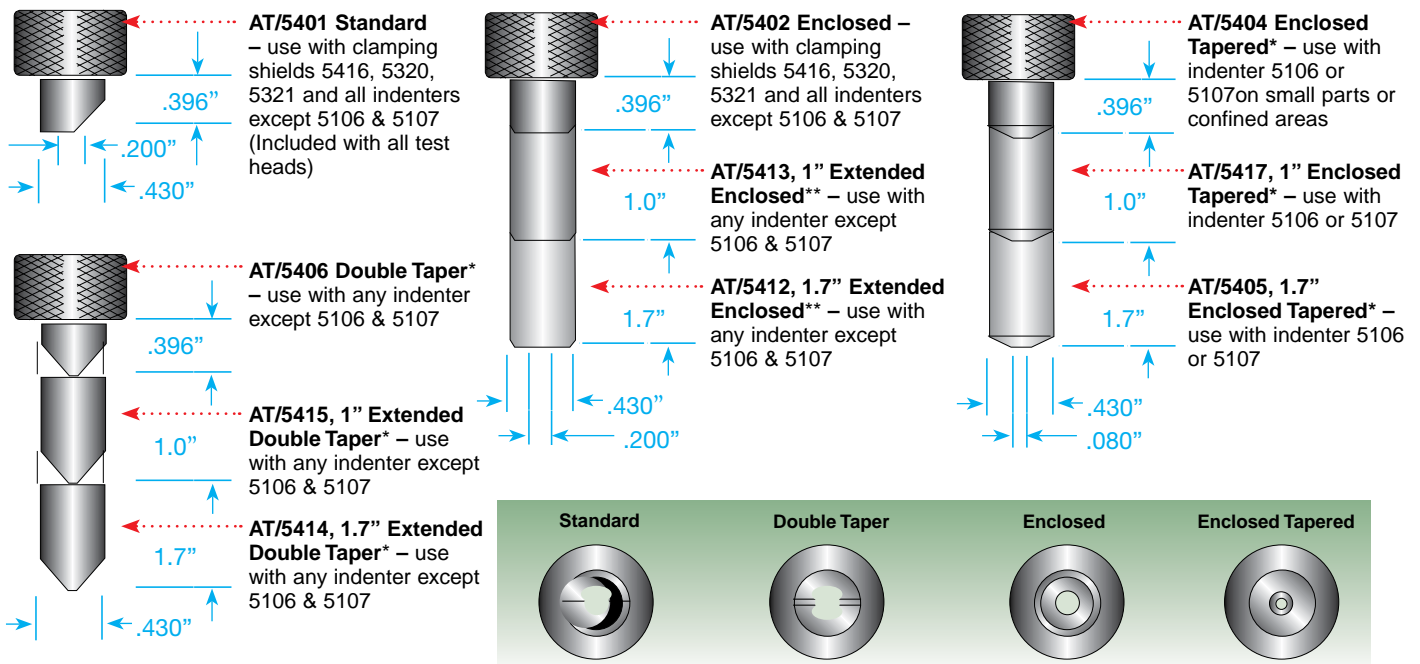 AT/5401 Standard
– use with clamping
shields 5416, 5320,
5321 and all indenters
except 5106 & 5107
(Included with all test
heads)
.396”
.200”
.430”
AT/5406 Double Taper*
– use with any indenter
except 5106 & 5107
.396”
AT/5415, 1” Extended
Double Taper* – use
with any indenter except
5106 & 5107
1.0”
AT/5414, 1.7” Extended
Double Taper* – use
with any indenter except
5106 & 5107
1.7”
.430”
AT/5402 Enclosed –
use with clamping
shields 5416, 5320,
5321 and all indenters
except 5106 & 5107
.396”
AT/5413, 1” Extended
Enclosed** – use with
any indenter except
5106 & 5107
1.0”
AT/5412, 1.7” Extended
Enclosed** – use with
any indenter except
5106 & 5107
1.7”
.430”
.200”
AT/5404 Enclosed
Tapered* – use with
indenter 5106 or
5107on small parts or
confined areas
.396”
AT/5417, 1” Enclosed
Tapered* – use with
indenter 5106 or 5107
1.0”
AT/5405, 1.7”
Enclosed Tapered* –
use with indenter 5106
or 5107
1.7”
.430”
.080”
Standard
Double Taper
Enclosed
Enclosed Tapered